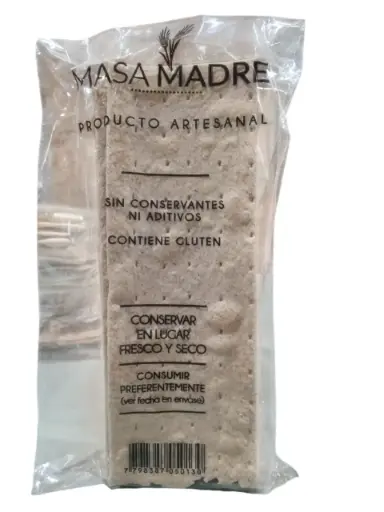 MASA MADRE
PRODUCTO ARTESANAL
SIN CONSERVANTES
NI ADITIVOS
CONTIENE GLUTEN
CONSERVAR
EN LUGAR
FRESCO Y SECO
CONSUMIR
PREFERENTEMENTE
(ver fecha en envase)